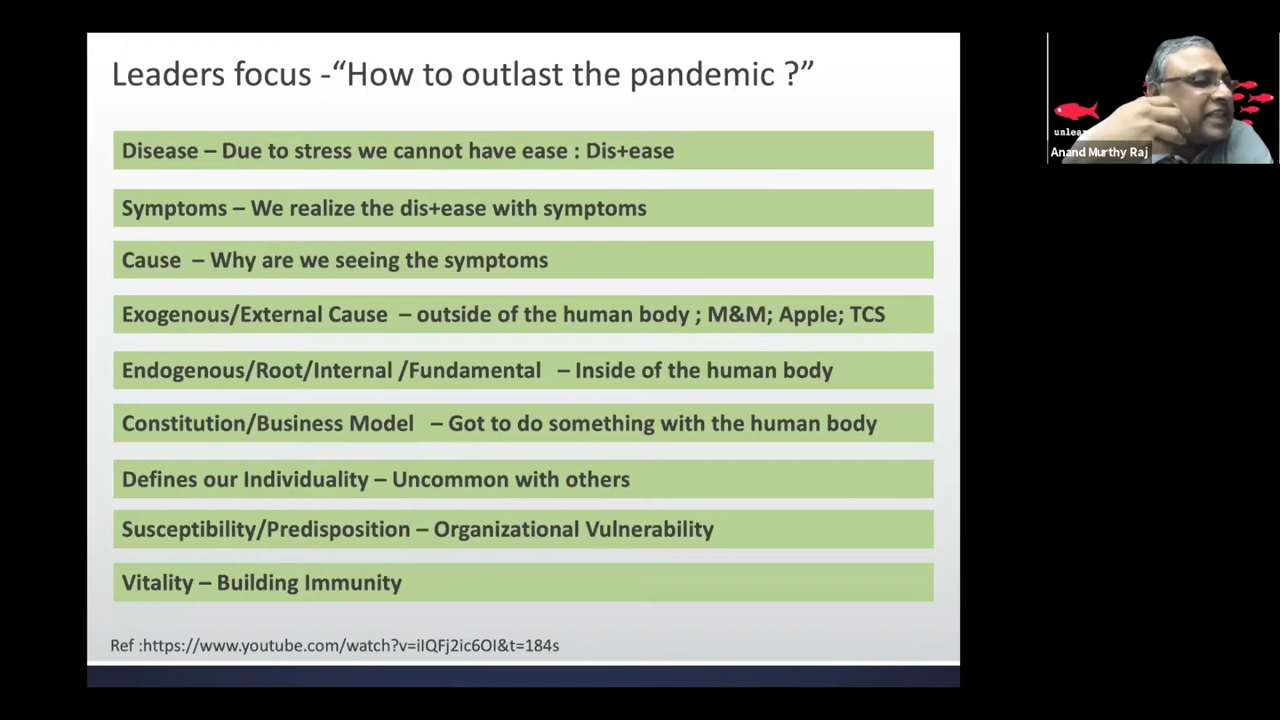 Leaders focus -“How to outlast the pandemic ?”
Disease – Due to stress we cannot have ease : Dis+ease
Symptoms – We realize the dis+ease with symptoms
Cause – Why are we seeing the symptoms
Exogenous/External Cause – outside of the human body ; M&M; Apple; TCS
Endogenous/Root/Internal /Fundamental – Inside of the human body
Constitution/Business Model – Got to do something with the human body
Defines our Individuality – Uncommon with others
Susceptibility/Predisposition – Organizational Vulnerability
Vitality – Building Immunity
Ref :https://www.youtube.com/watch?v=iIQFj2ic6OI&t=184s
unlea
Anand Murthy Raj